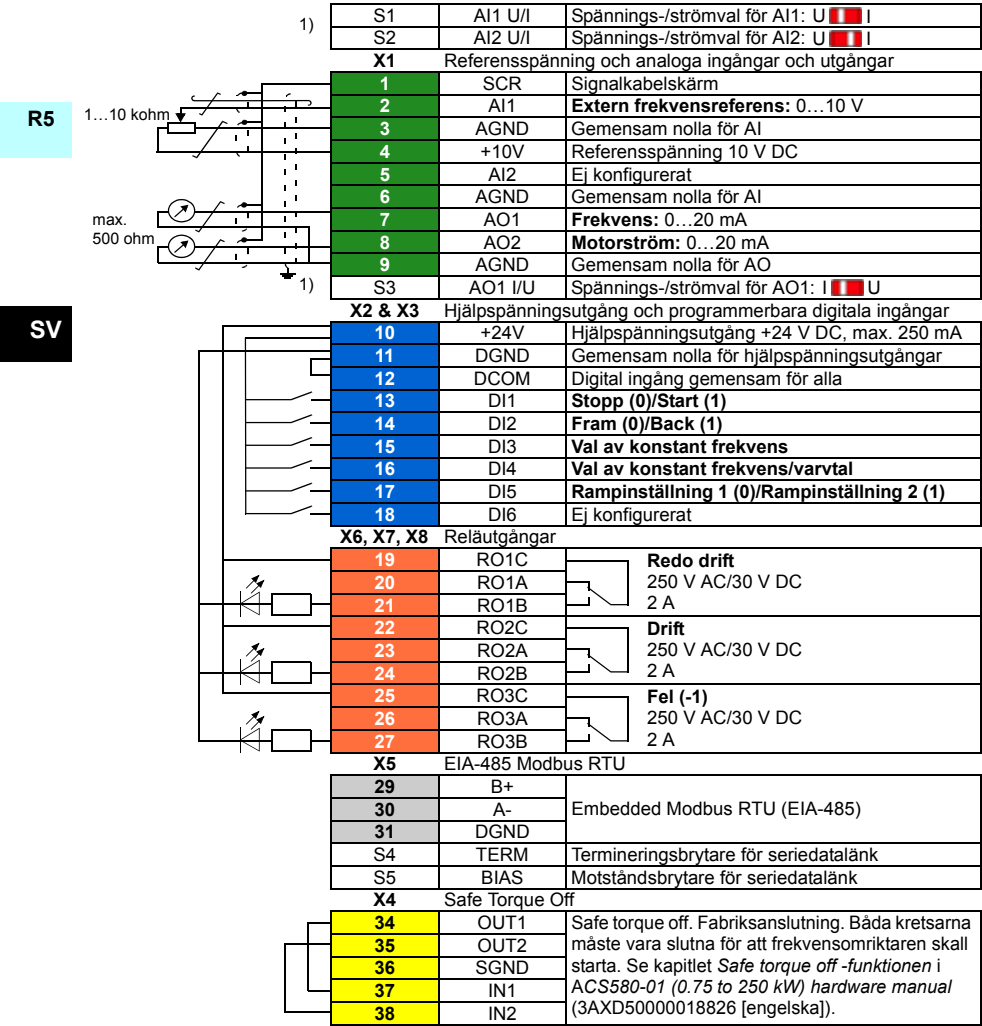 1) S1 AI1 U/I Spännings-/strömval för AI1: U I
S2 AI2 U/I Spännings-/strömval för AI2: U I
X1 Referensspänning och analoga ingångar och utgångar
1 SCR Signalkabelskärm
R5 1…10 kohm 2 AI1 Extern frekvensreferens: 0…10 V
3 AGND Gemensam nolla för AI
4 +10V Referensspänning 10 V DC
5 AI2 Ej konfigurerat
6 AGND Gemensam nolla för AI
max. 7 AO1 Frekvens: 0…20 mA
500 ohm 8 AO2 Motorström: 0…20 mA
9 AGND Gemensam nolla för AO
1) S3 AO1 I/U Spännings-/strömval för AO1: I U
X2 & X3 Hjälpspänningsutgång och programmerbara digitala ingångar
SV 10 +24V Hjälpspänningsutgång +24 V DC, max. 250 mA
11 DGND Gemensam nolla för hjälpspänningsutgångar
12 DCOM Digital ingång gemensam för alla
13 DI1 Stopp (0)/Start (1)
14 DI2 Fram (0)/Back (1)
15 DI3 Val av konstant frekvens
16 DI4 Val av konstant frekvens/varvtal
17 DI5 Rampinställning 1 (0)/Rampinställning 2 (1)
18 DI6 Ej konfigurerat
X6, X7, X8 Reläutgångar
19 RO1C Redo drift
20 RO1A 250 V AC/30 V DC
21 RO1B 2 A
22 RO2C Drift
23 RO2A 250 V AC/30 V DC
24 RO2B 2 A
25 RO3C Fel (-1)
26 RO3A 250 V AC/30 V DC
27 RO3B 2 A
X5 EIA-485 Modbus RTU
29 B+
30 A- Embedded Modbus RTU (EIA-485)
31 DGND
S4 TERM Termineringsbrytare för seriedatalänk
S5 BIAS Motståndsbrytare för seriedatalänk
X4 Safe Torque Off
34 OUT1 Safe torque off. Fabriksanslutning. Båda kretsarna
35 OUT2 måste vara slutna för att frekvensomriktaren skall
36 SGND starta. Se kapitlet Safe torque off -funktionen i
37 IN1 ACS580-01 (0.75 to 250 kW) hardware manual
38 IN2 (3AXD50000018826 [engelska]).